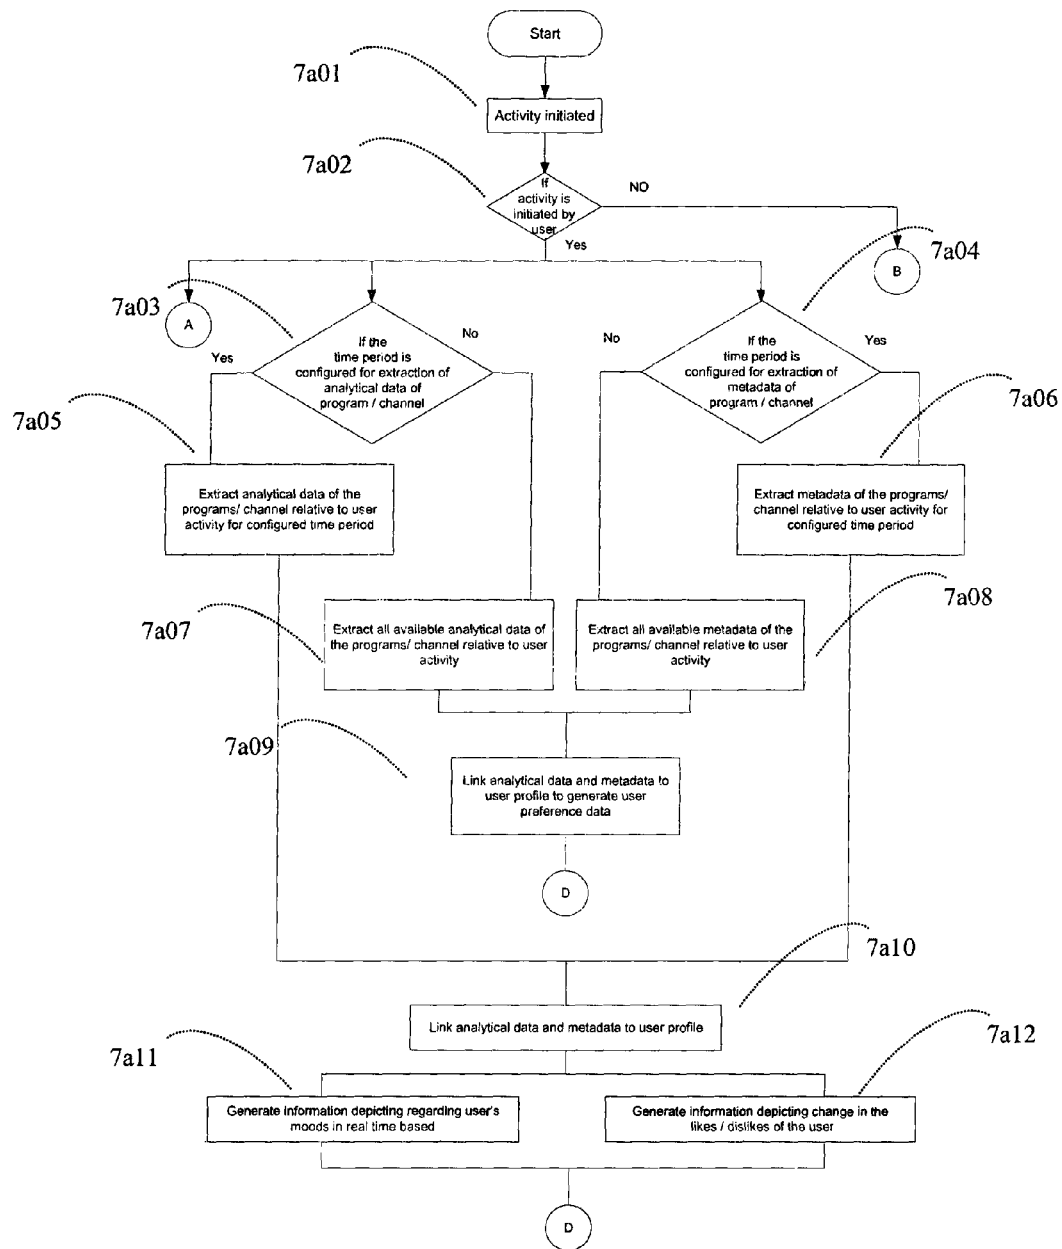 Start
7a01
Activity initiated
7a02
If
activity is
initiated by
user
NO
Yes
7a04
B
7a03
A
If the
time period is
configured for extraction of
analytical data of
program / channel
Yes
No
If the
time period is
configured for extraction of
metadata of
program / channel
No
Yes
7a05
7a06
Extract analytical data of the
programs/ channel relative to user
activity for configured time period
Extract metadata of the programs/
channel relative to user activity for
configured time period
7a07
7a08
Extract all available analytical data of
the programs/ channel relative to user
activity
Extract all available metadata of the
programs/ channel relative to user
activity
7a09
Link analytical data and metadata to
user profile to generate user
preference data
D
7a10
Link analytical data and metadata to user profile
7a11
7a12
Generate information depicting regarding user's
moods in real time based
Generate information depicting change in the
likes / dislikes of the user
D